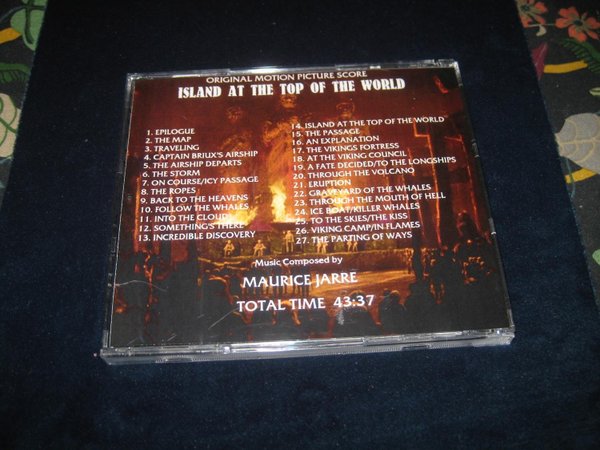 ORIGINAL MOTION PICTURE SCORE
ISLAND AT THE TOP OF THE WORLD
1. EPILOGUE
2. THE MAP
3. TRAVELING
4. CAPTAIN BRIUX'S AIRSHIP
5. THE AIRSHIP DEPARTS
6. THE STORM
7. ON COURSE/ICY PASSAGE
8. THE ROPES
9. BACK TO THE HEAVENS
10. FOLLOW THE WHALES
11. INTO THE CLOUD
12. SOMETHING'S THERE
13. INCREDIBLE DISCOVERY
14. ISLAND AT THE TOP OF THE WORLD
15. THE PASSAGE
16. AN EXPLANATION
17. THE VIKINGS FORTRESS
18. AT THE VIKING COUNCIL
19. A FATE DECIDED/TO THE LONGSHIPS
20. THROUGH THE VOLCANO
21. ERUPTION
22. GRAVEYARD OF THE WHALES
23. THROUGH THE MOUTH OF HELL
24. ICE BOAT/KILLER WHALES
25. TO THE SKIES/THE KISS
26. VIKING CAMP/IN FLAMES
27. THE PARTING OF WAYS
Music Composed by
MAURICE JARRE
TOTAL TIME 43:37